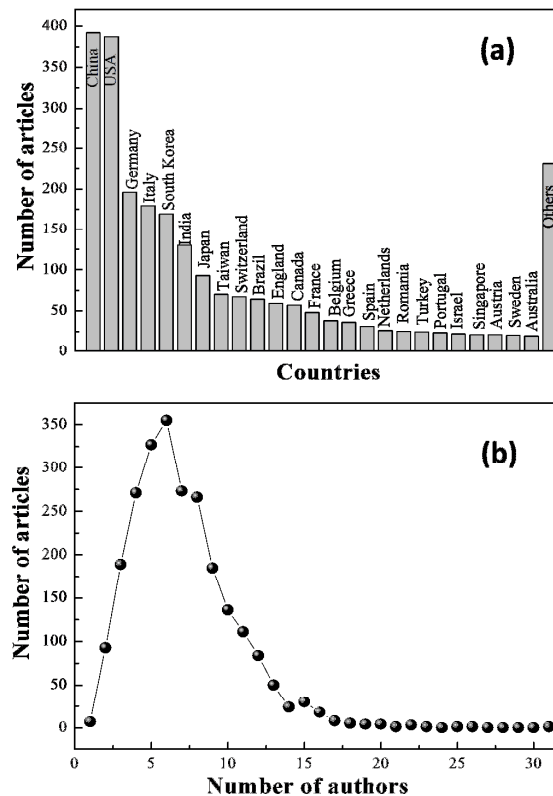 (a)
Number of articles
400
350
300
250
200
150
100
50
0
China
USA
Germany
Italy
South Korea
India
Japan
Taiwan
Switzerland
Brazil
England
Canada
France
Belgium
Greece
Spain
Netherlands
Romania
Turkey
Portugal
Israel
Singapore
Austria
Sweden
Australia
Others
Countries
(b)
Number of articles
350
300
250
200
150
100
50
0
0 5 10 15 20 25 30
Number of authors